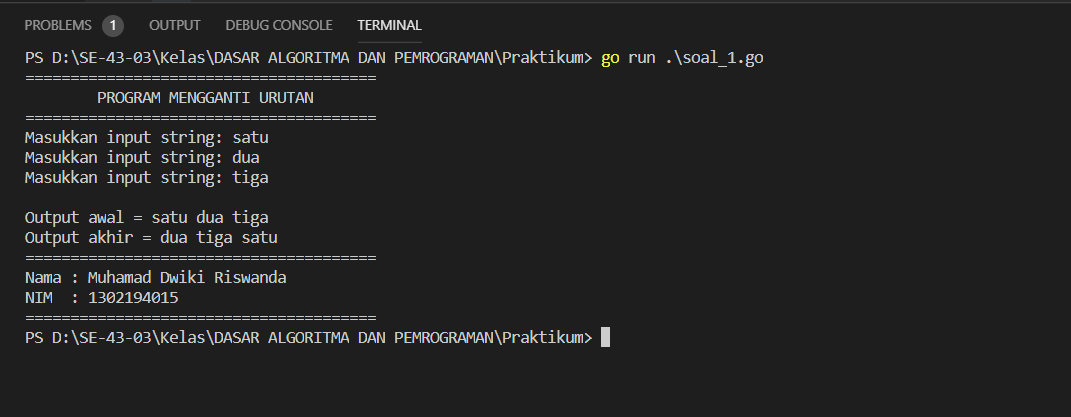 PROBLEMS 1 OUTPUT DEBUG CONSOLE TERMINAL
PS D:\SE-43-03\Kelas\DASAR ALGORITMA DAN PEMROGRAMAN\Praktikum> go run .\soal_1.go
=======================================
        PROGRAM MENGGANTI URUTAN
=======================================
Masukkan input string: satu
Masukkan input string: dua
Masukkan input string: tiga

Output awal = satu dua tiga
Output akhir = dua tiga satu
=======================================
Nama : Muhamad Dwiki Riswanda
NIM  : 1302194015
=======================================
PS D:\SE-43-03\Kelas\DASAR ALGORITMA DAN PEMROGRAMAN\Praktikum>